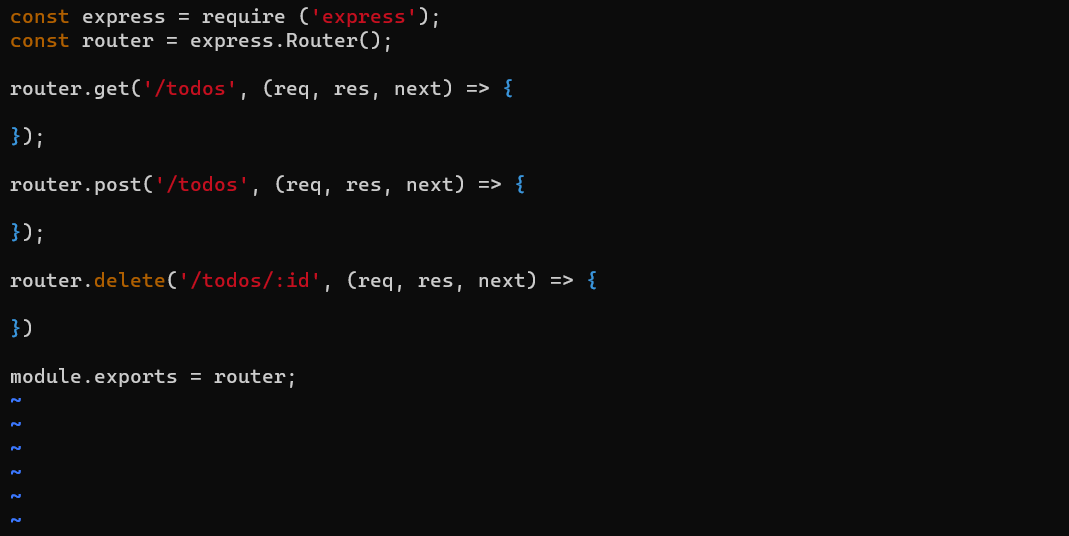 const express = require ('express');
const router = express.Router();
router.get('/todos', (req, res, next) => {
});
router.post('/todos', (req, res, next) => {
});
router.delete('/todos/:id', (req, res, next) => {
})
module.exports = router;
~
~
~
~
~
~